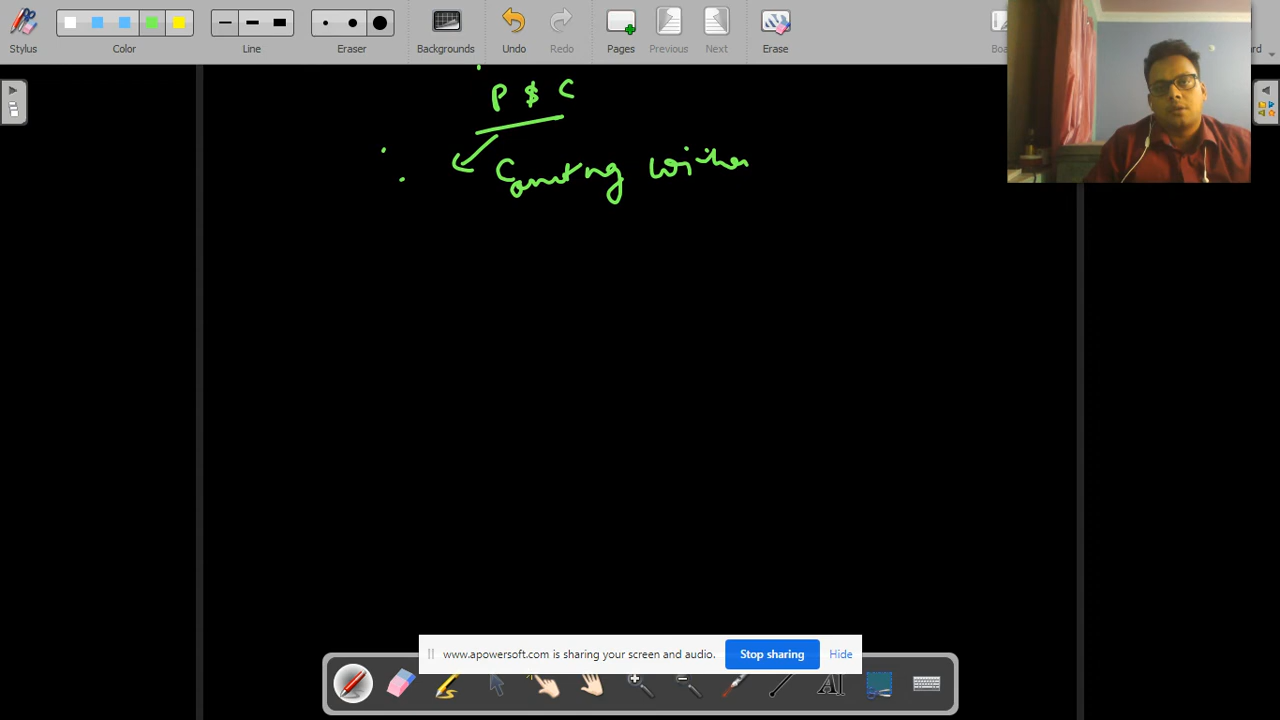 Stylus Color Line Eraser Backgrounds Undo Redo Pages Previous Next Erase
P & C
Counting withou
www.apowersoft.com is sharing your screen and audio. Stop sharing Hide